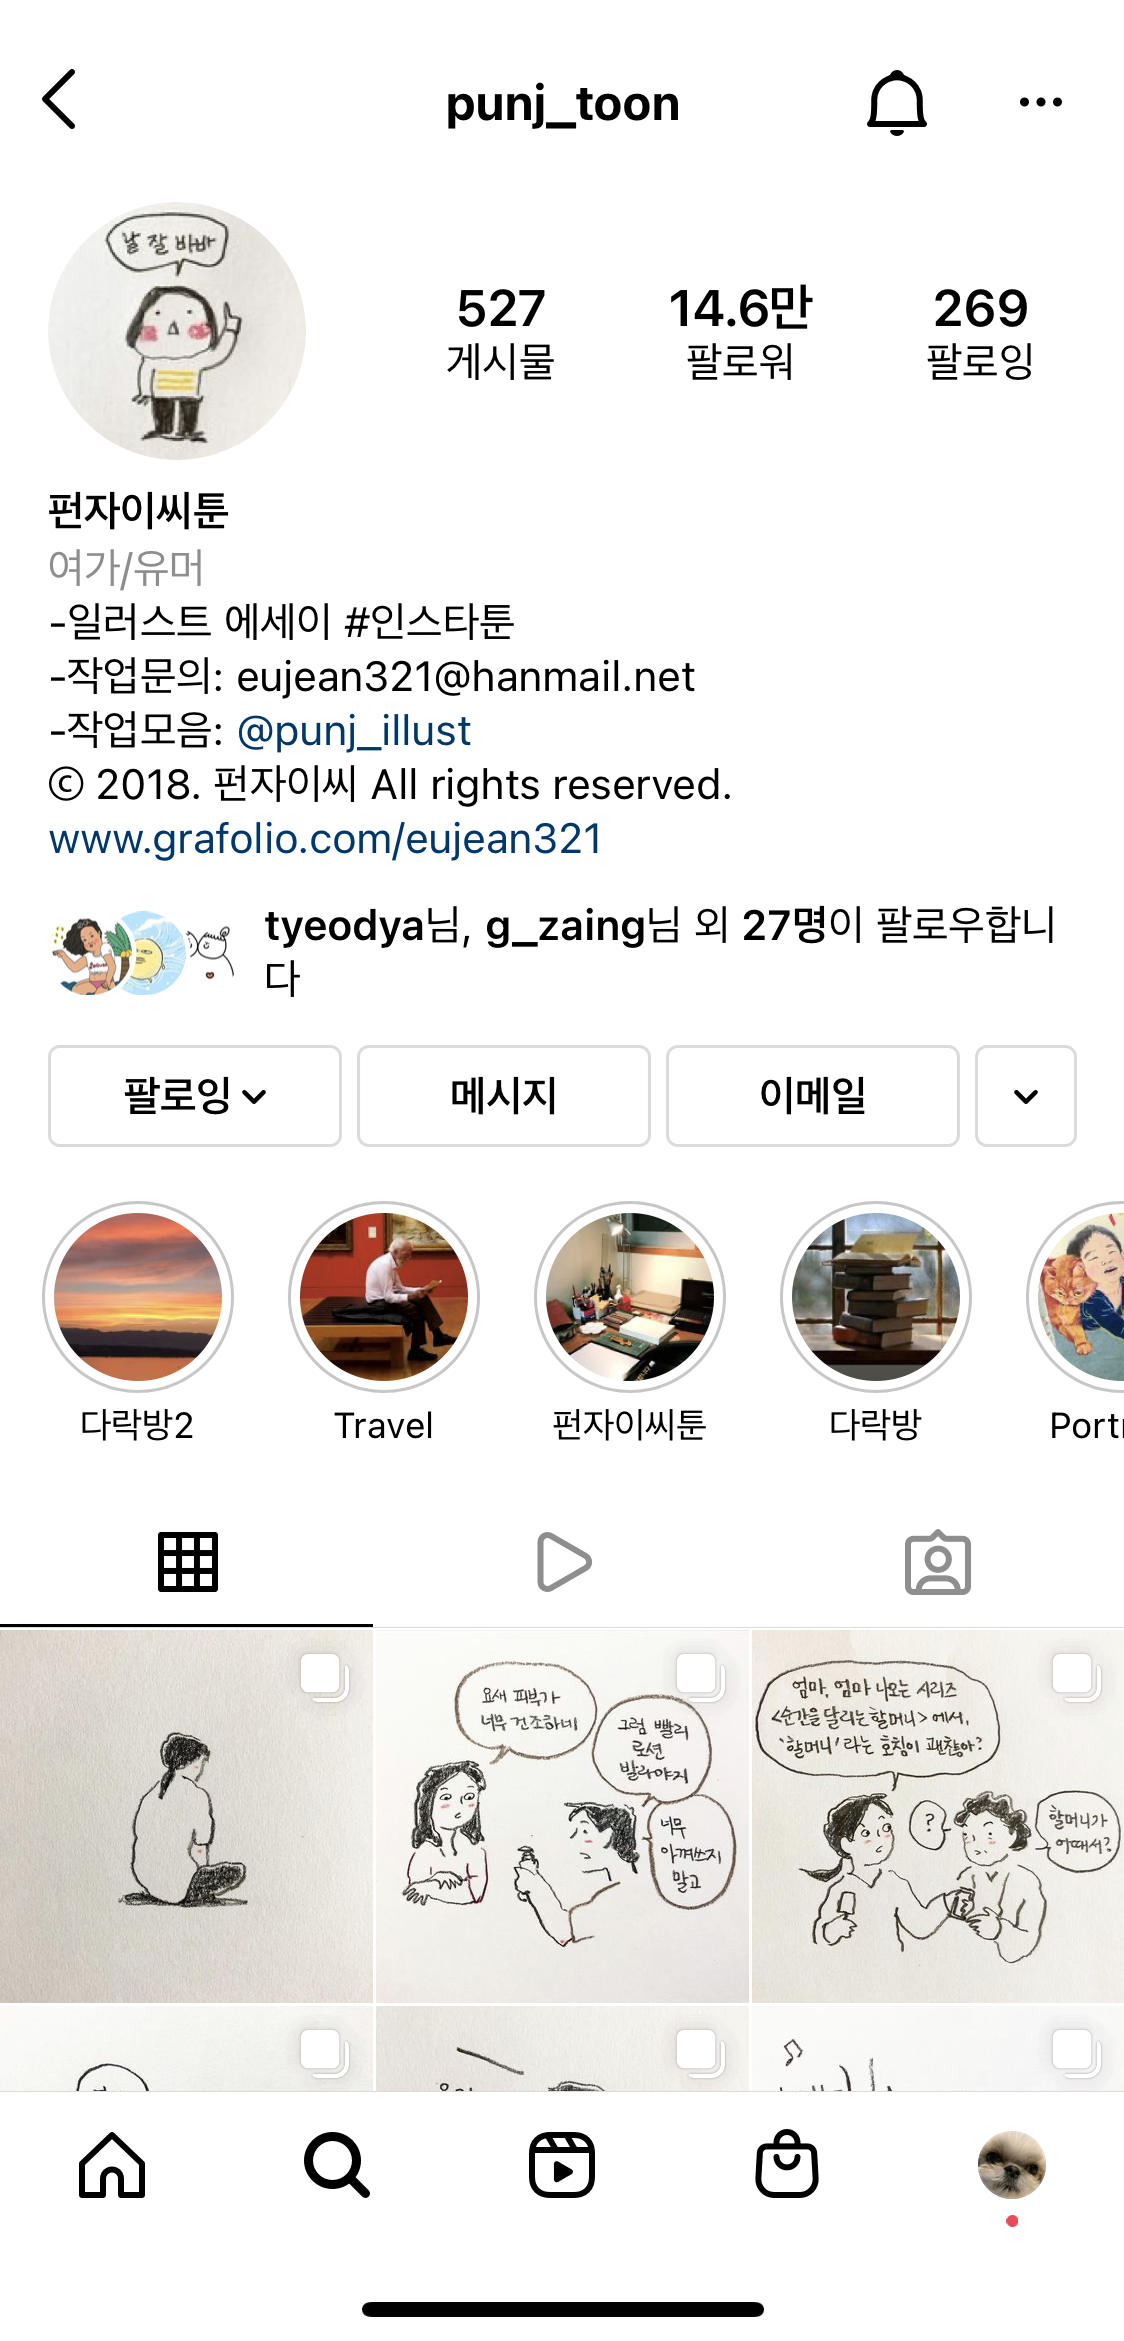 punj_toon
날 잘 봐봐
527
14.6만
269
게시물
팔로워
팔로잉
펀자이씨툰
여가/유머
-일러스트 에세이 #인스타툰
-작업문의: eujean321@hanmail.net
-작업모음: @punj_illust
© 2018. 펀자이씨 All rights reserved.
www.grafolio.com/eujean321
tyeodya님, g_zaing님 외 27명이 팔로우합니
다
팔로잉
메시지
이메일
다락방2
Travel
펀자이씨툰
다락방
Portr
요새 피부가
너무 건조하네
그럼 빨리
로션
발라야지
너무
아껴쓰지
말고
엄마, 엄마 나오는 시리즈
<순간을 달리는 할머니> 에서,
'할머니' 라는 호칭이 괜찮아?
?
할머니가
어때서?